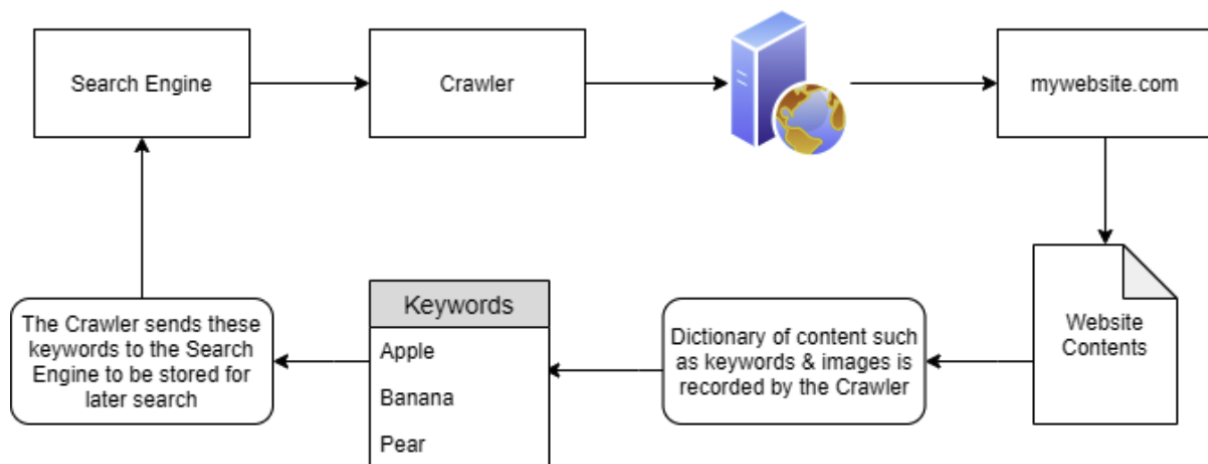 Search Engine
Crawler
mywebsite.com
Website
Contents
Dictionary of content such
as keywords & images is
recorded by the Crawler
Keywords
Apple
Banana
Pear
The Crawler sends these
keywords to the Search
Engine to be stored for
later search